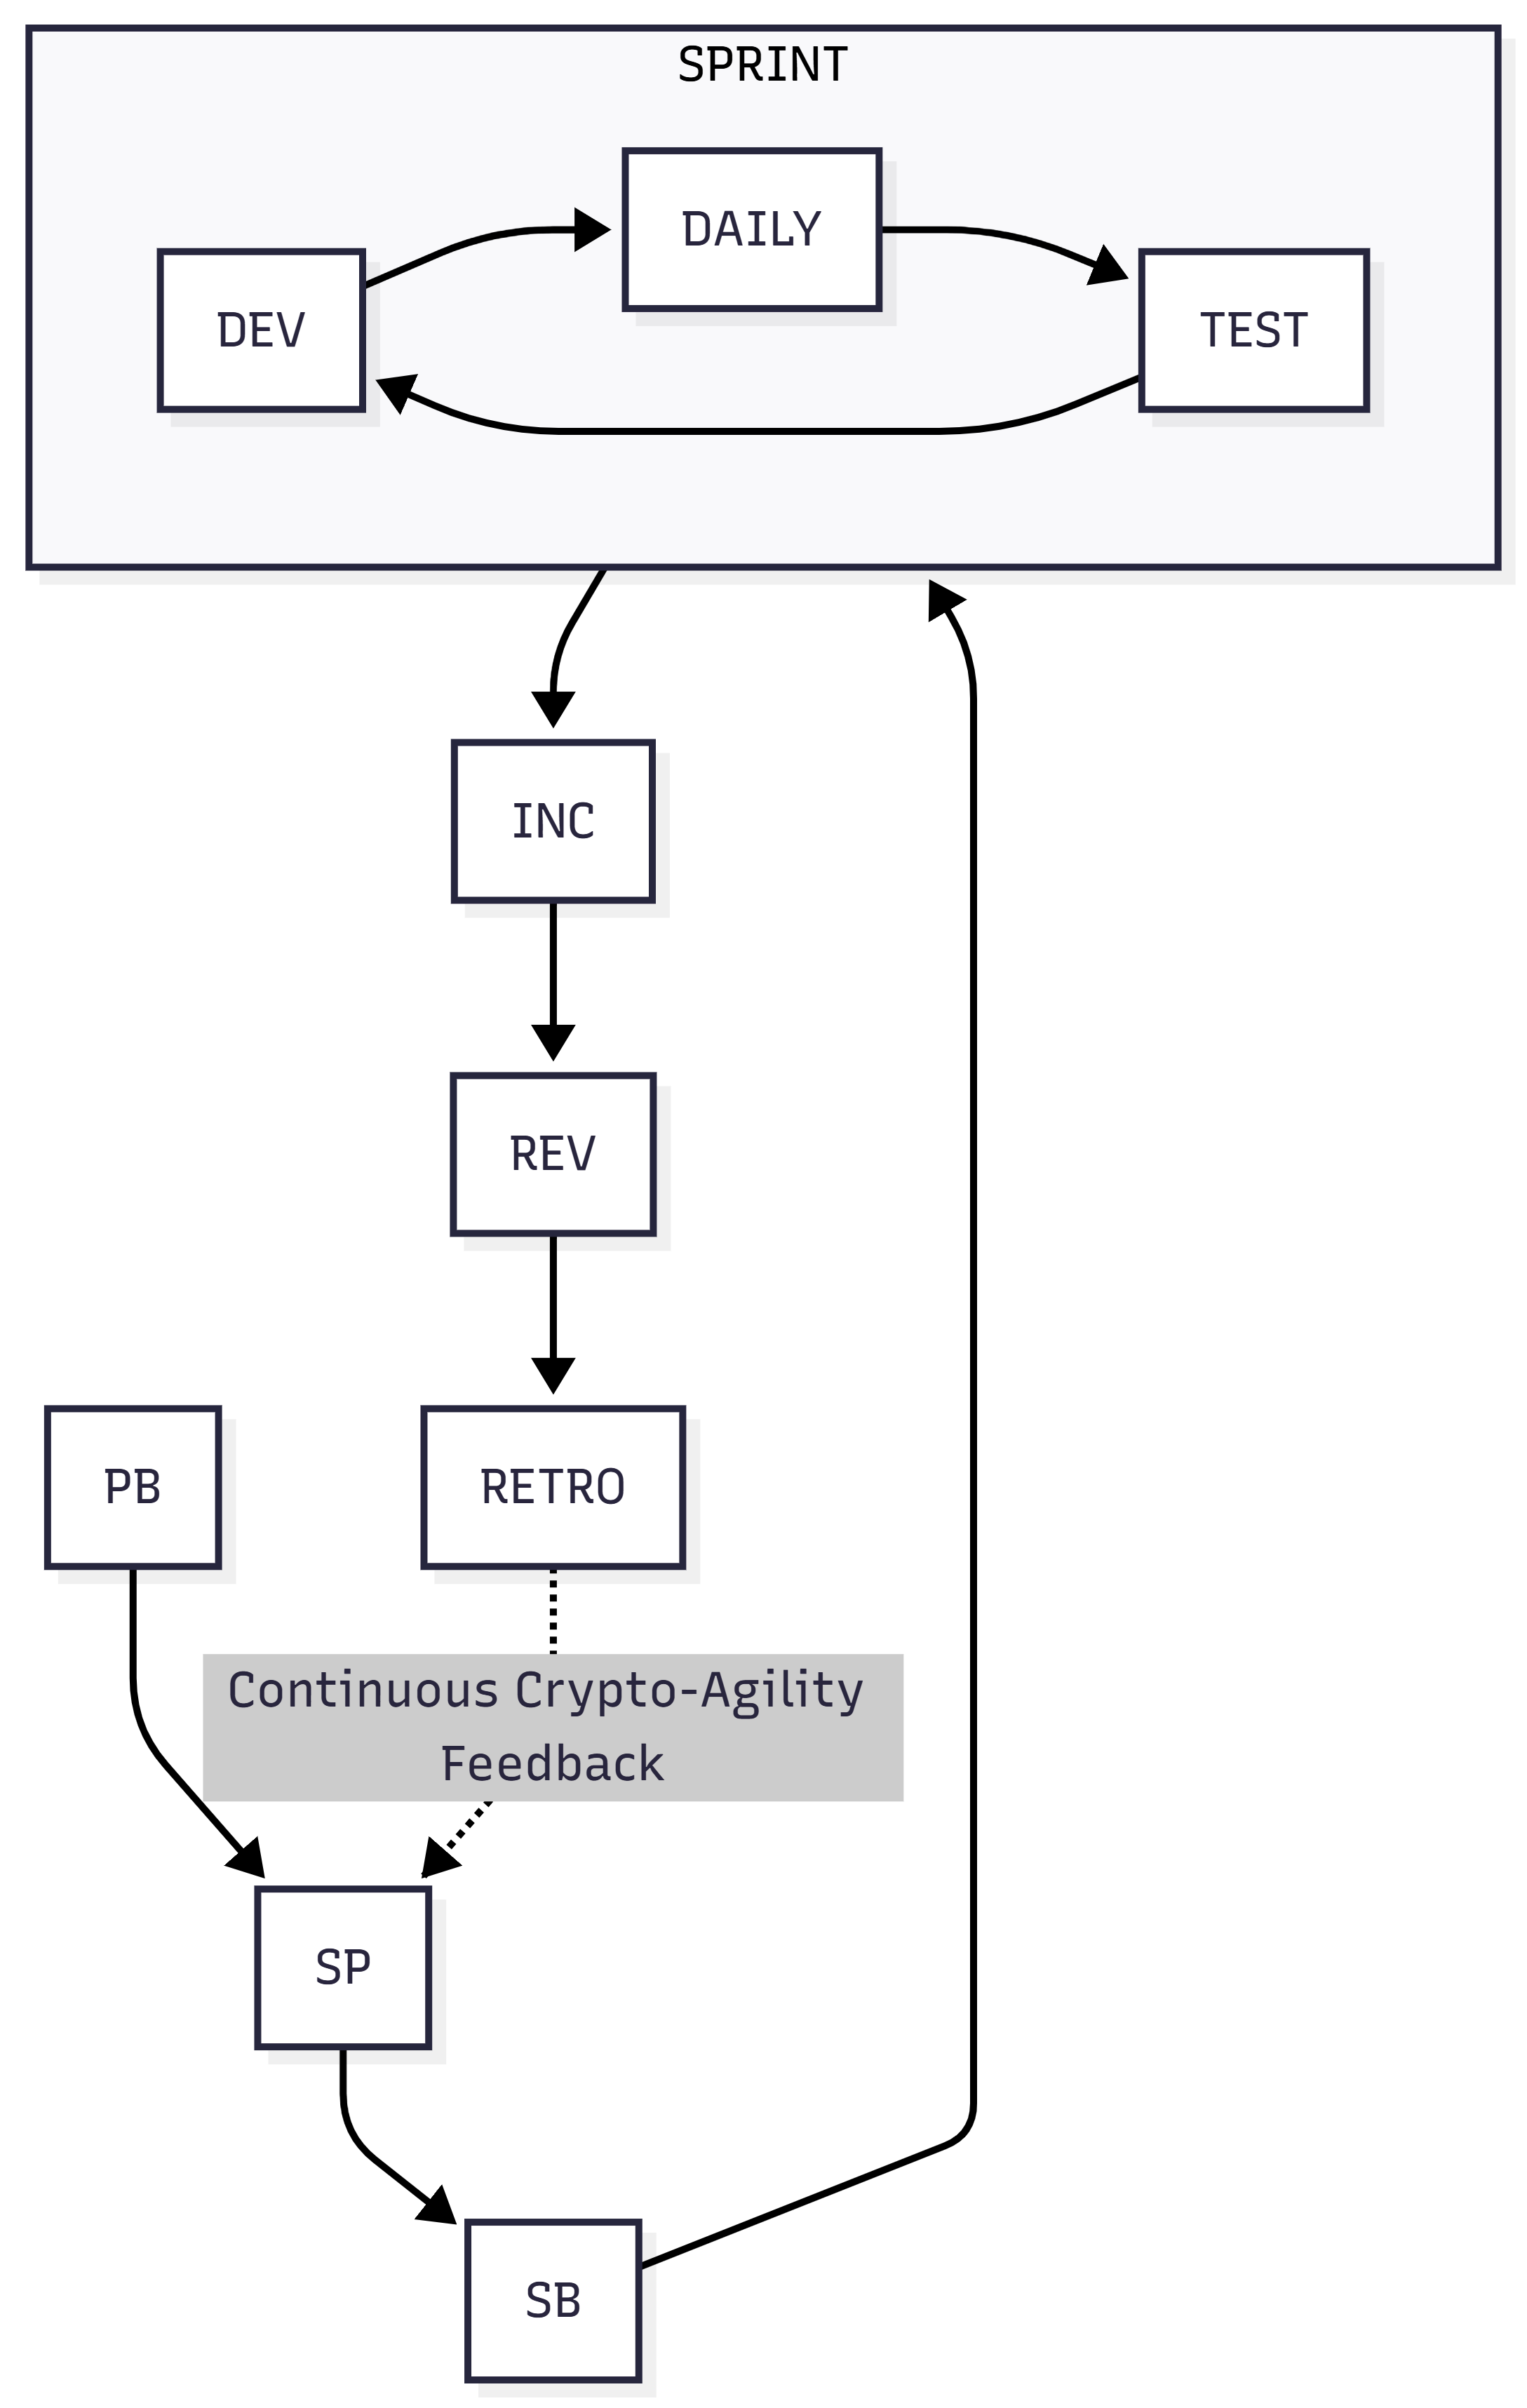 SPRINT
DAILY
DEV
TEST
INC
REV
PB
RETRO
Continuous Crypto-Agility
Feedback
SP
SB